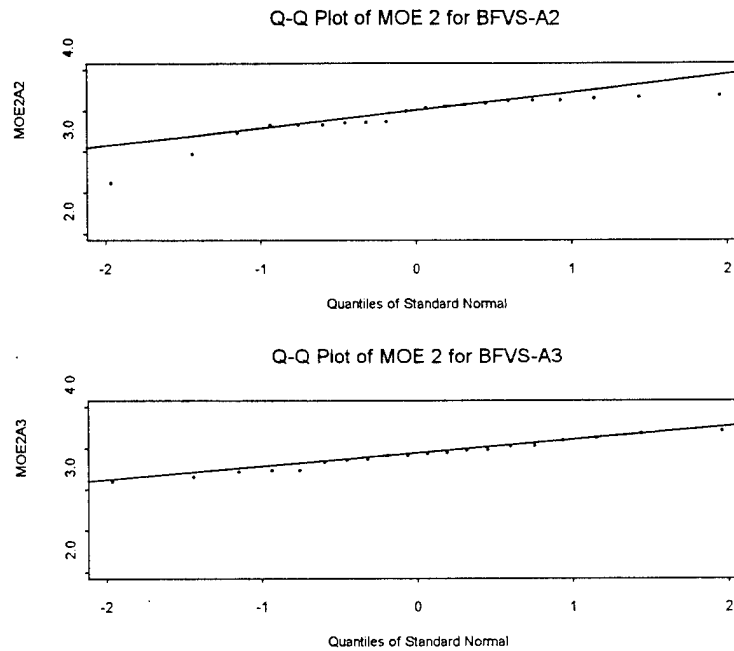 Q-Q Plot of MOE 2 for BFVS-A2
MOE2A2
4.0
3.0
2.0
-2 -1 0 1 2
Quantiles of Standard Normal
Q-Q Plot of MOE 2 for BFVS-A3
MOE2A3
4.0
3.0
2.0
-2 -1 0 1 2
Quantiles of Standard Normal